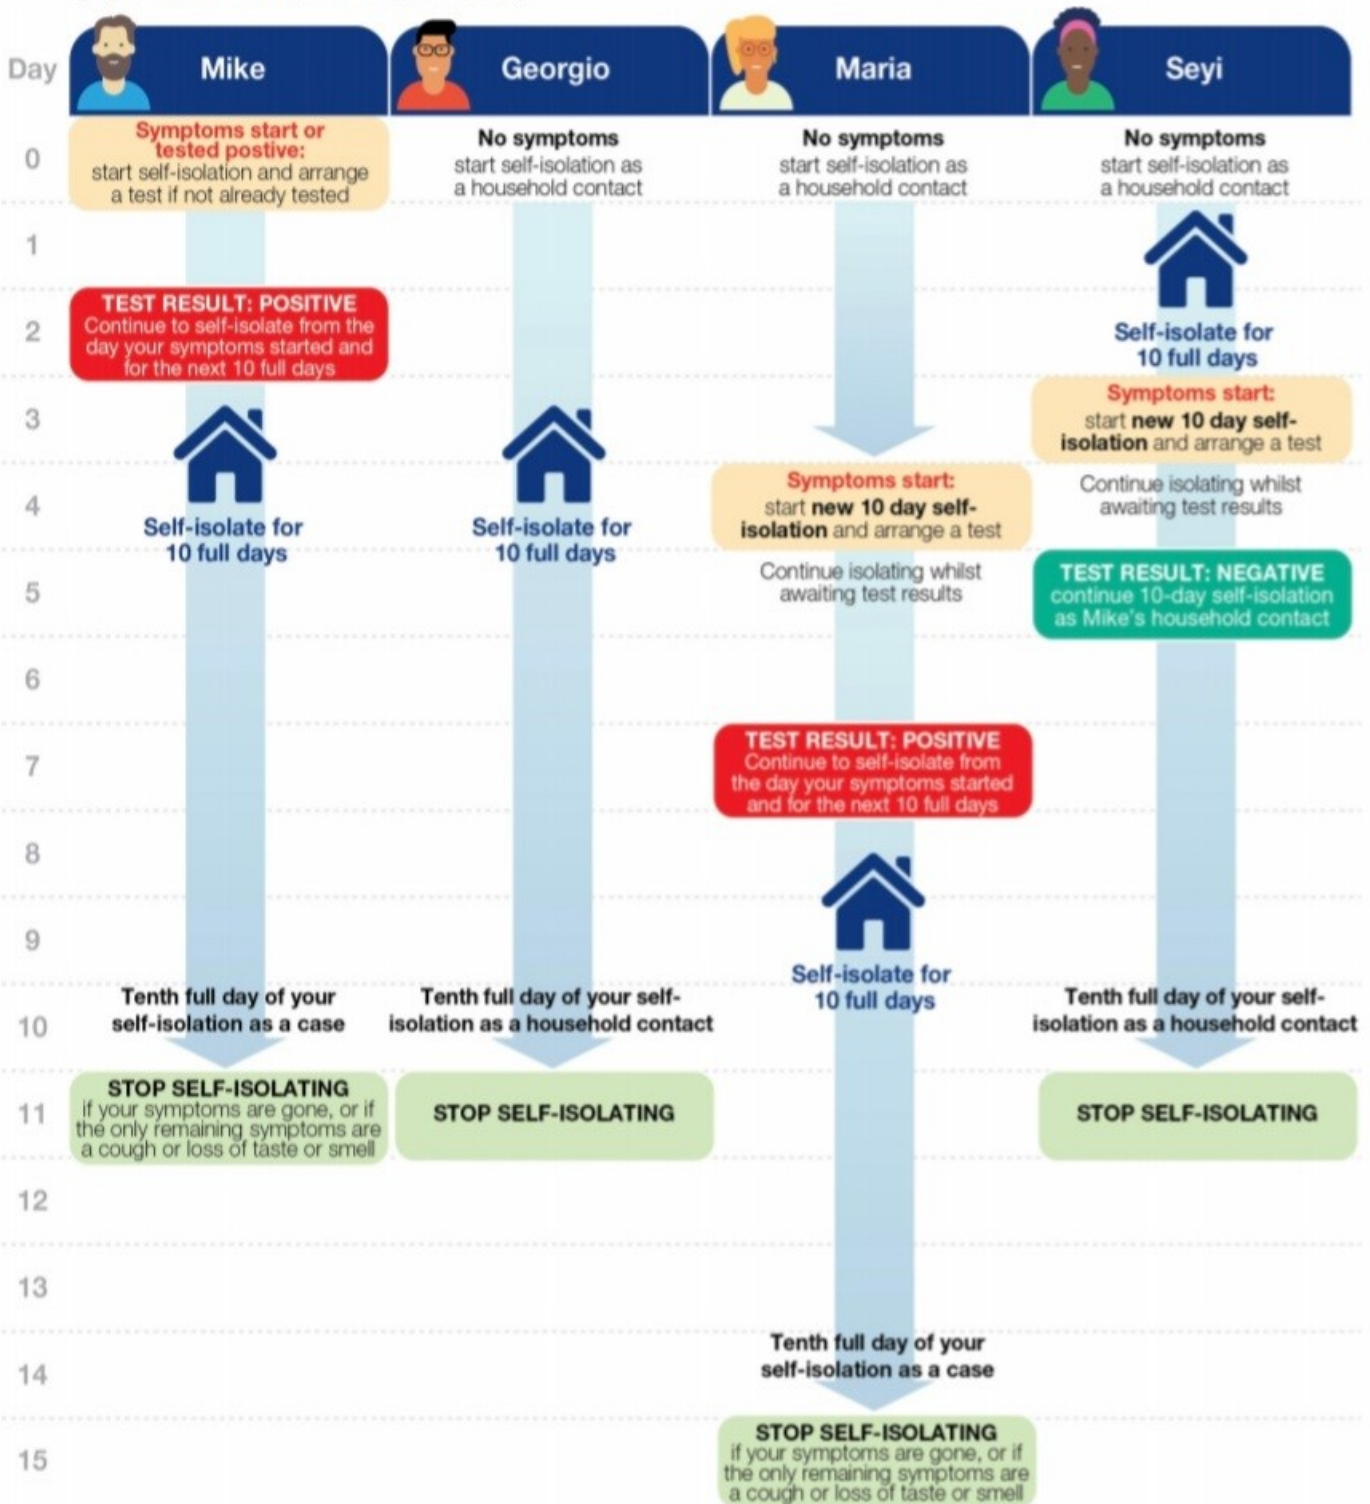 Day
Mike
Georgio
Maria
Seyi
0
Symptoms start or
tested postive:
start self-isolation and arrange
a test if not already tested
No symptoms
start self-isolation as
a household contact
No symptoms
start self-isolation as
a household contact
No symptoms
start self-isolation as
a household contact
1
2
TEST RESULT: POSITIVE
Continue to self-isolate from the
day your symptoms started and
for the next 10 full days
Self-isolate for
10 full days
3
Symptoms start:
start new 10 day self-
isolation and arrange a test
4
Self-isolate for
10 full days
Self-isolate for
10 full days
Symptoms start:
start new 10 day self-
isolation and arrange a test
Continue isolating whilst
awaiting test results
5
Continue isolating whilst
awaiting test results
TEST RESULT: NEGATIVE
continue 10-day self-isolation
as Mike's household contact
6
7
TEST RESULT: POSITIVE
Continue to self-isolate from
the day your symptoms started
and for the next 10 full days
8
9
Self-isolate for
10 full days
10
Tenth full day of your
self-isolation as a case
Tenth full day of your self-
isolation as a household contact
Tenth full day of your self-
isolation as a household contact
11
STOP SELF-ISOLATING
if your symptoms are gone, or if
the only remaining symptoms are
a cough or loss of taste or smell
STOP SELF-ISOLATING
STOP SELF-ISOLATING
12
13
14
Tenth full day of your
self-isolation as a case
15
STOP SELF-ISOLATING
if your symptoms are gone, or if
the only remaining symptoms are
a cough or loss of taste or smell